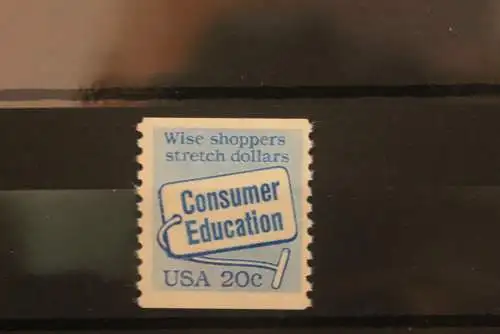 Wise shoppers
stretch dollars
Consumer
Education
USA 20c